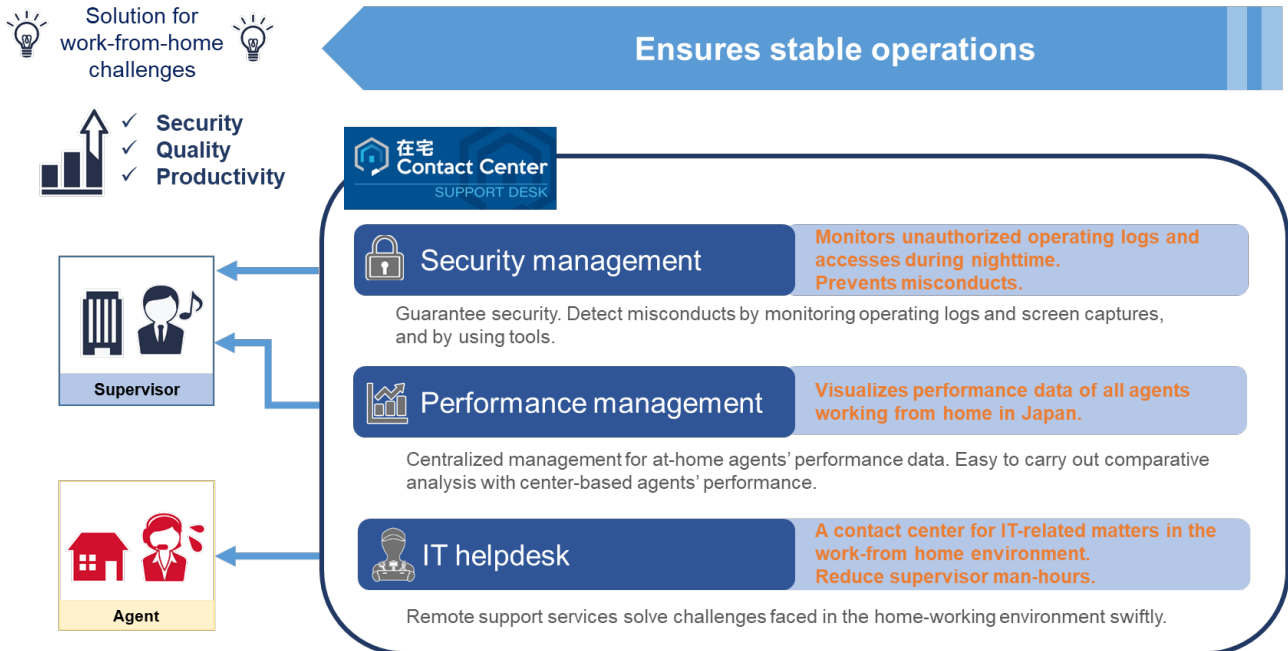 Solution for
work-from-home
challenges
Ensures stable operations
✓ Security
✓ Quality
✓ Productivity
在宅
Contact Center
SUPPORT DESK
Security management
Monitors unauthorized operating logs and
accesses during nighttime.
Prevents misconducts.
Guarantee security. Detect misconducts by monitoring operating logs and screen captures,
and by using tools.
Supervisor
Performance management
Visualizes performance data of all agents
working from home in Japan.
Centralized management for at-home agents’ performance data. Easy to carry out comparative
analysis with center-based agents’ performance.
IT helpdesk
A contact center for IT-related matters in the
work-from home environment.
Reduce supervisor man-hours.
Agent
Remote support services solve challenges faced in the home-working environment swiftly.